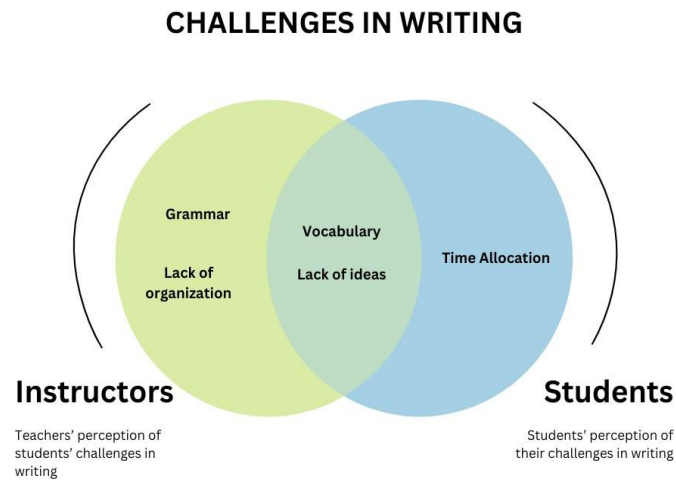 CHALLENGES IN WRITING
Grammar
Lack of
organization
Vocabulary
Lack of ideas
Time Allocation
Instructors
Teachers’ perception of
students’ challenges in
writing
Students
Students’ perception of
their challenges in writing